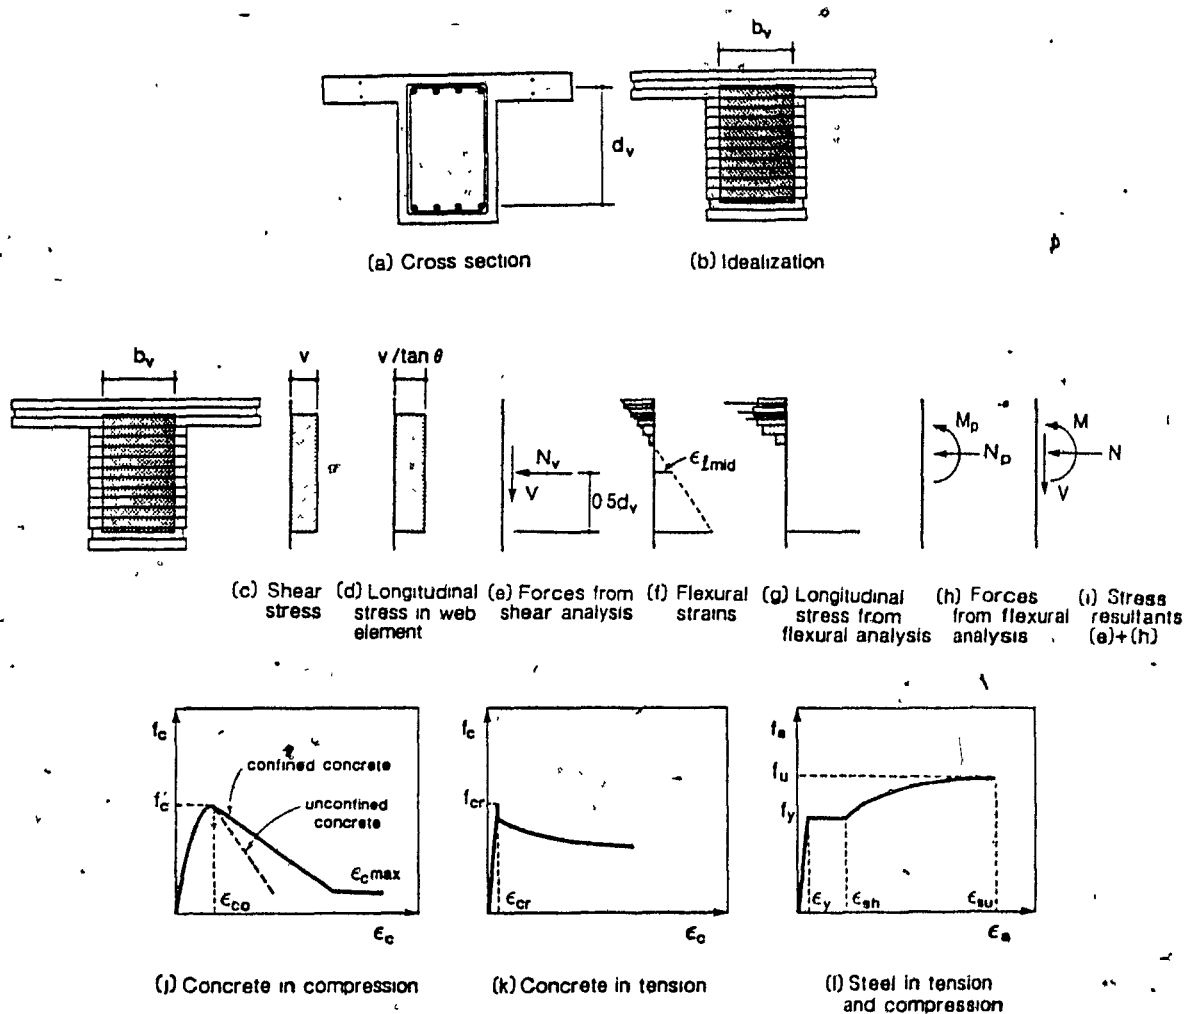 b_v
d_v
(a) Cross section
(b) Idealization
b_v
v
v/tan θ
N_v
V
0.5d_v
ϵ_ℓmid
M_p
N_p
M
N
V
(c) Shear
stress
(d) Longitudinal
stress in web
element
(e) Forces from
shear analysis
(f) Flexural
strains
(g) Longitudinal
stress from
flexural analysis
(h) Forces
from flexural
analysis
(i) Stress
resultants
(e)+(h)
f_c
f'_c
confined concrete
unconfined
concrete
ϵ_c max
ϵ_co
ϵ_c
(j) Concrete in compression
f_c
f_cr
ϵ_cr
ϵ_c
(k) Concrete in tension
f_s
f_u
f_y
ϵ_y
ϵ_sh
ϵ_su
ϵ_s
(l) Steel in tension
and compression